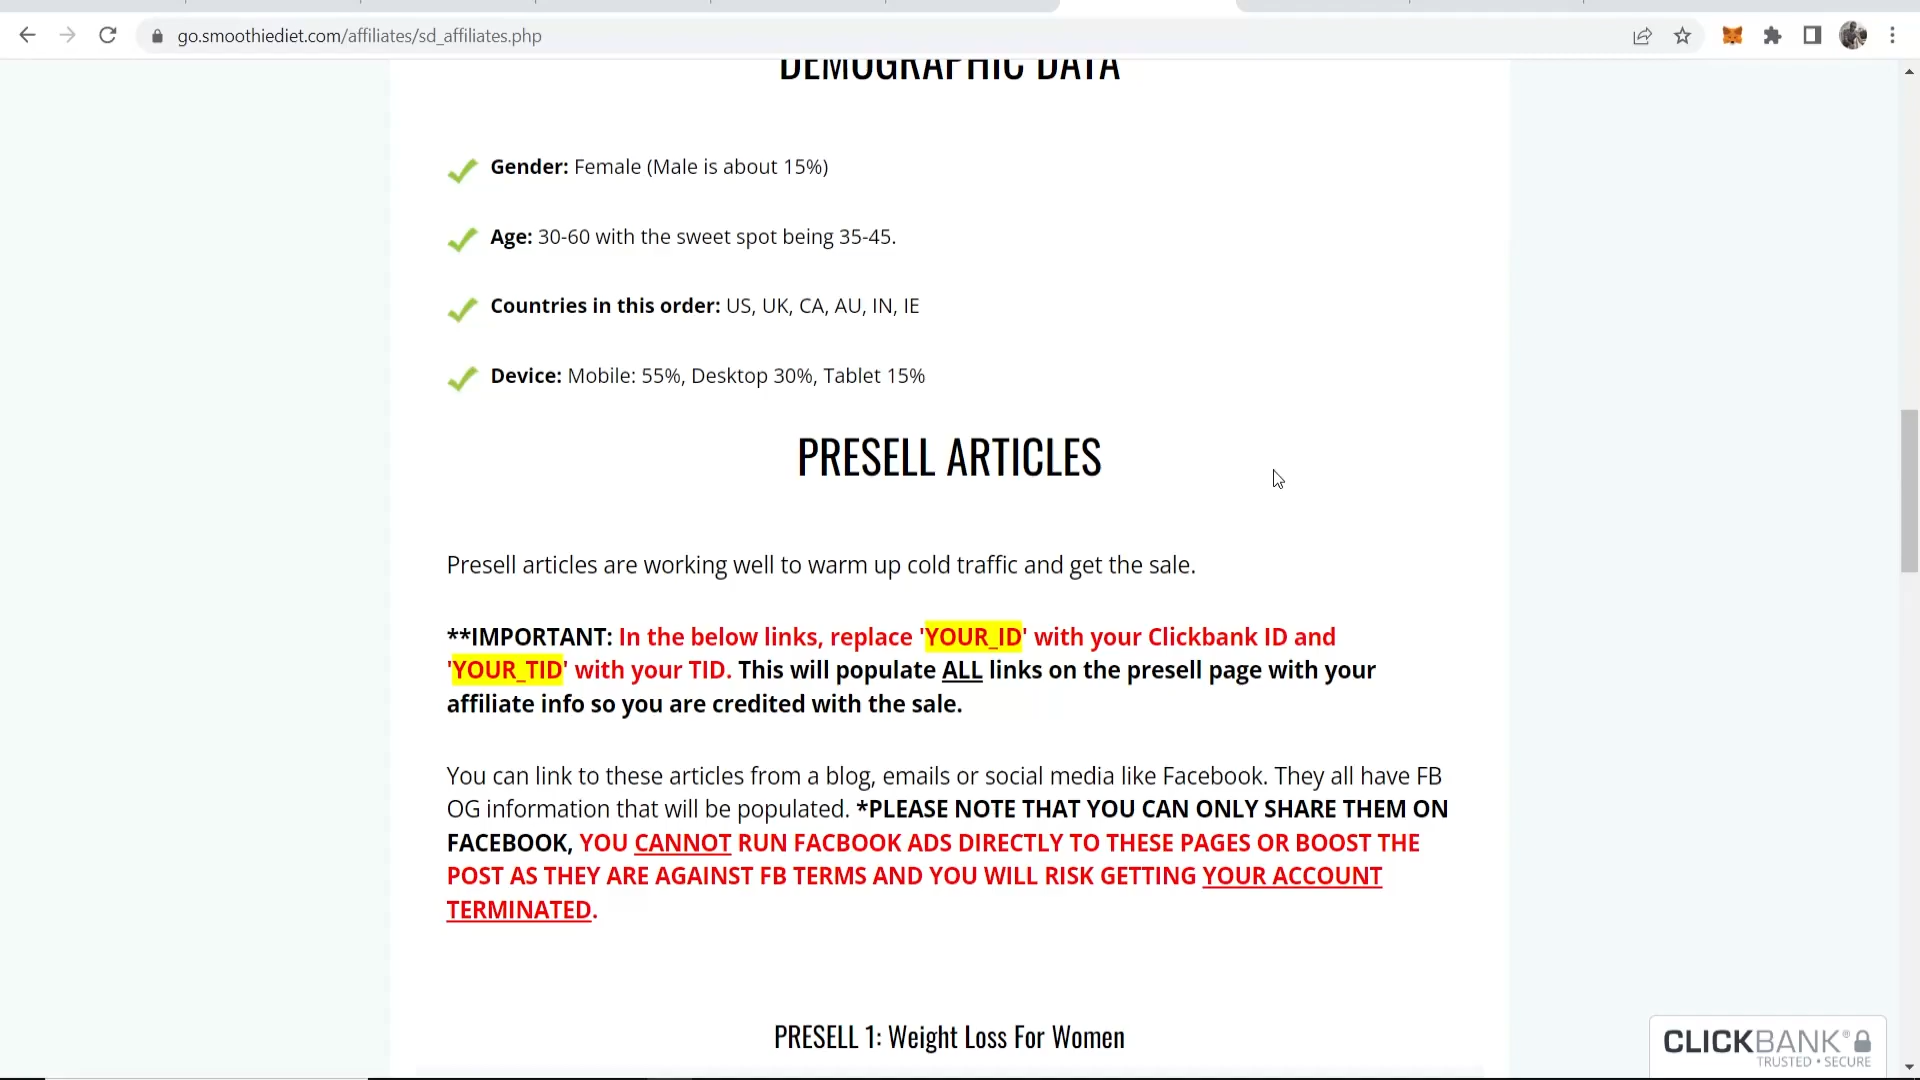 go.smoothiediet.com/affiliates/sd_affiliates.php
DEMOGRAPHIC DATA
Gender: Female (Male is about 15%)
Age: 30-60 with the sweet spot being 35-45.
Countries in this order: US, UK, CA, AU, IN, IE
Device: Mobile: 55%, Desktop 30%, Tablet 15%
PRESELL ARTICLES
Presell articles are working well to warm up cold traffic and get the sale.
**IMPORTANT: In the below links, replace 'YOUR_ID' with your Clickbank ID and
'YOUR_TID' with your TID. This will populate ALL links on the presell page with your
affiliate info so you are credited with the sale.
You can link to these articles from a blog, emails or social media like Facebook. They all have FB
OG information that will be populated. *PLEASE NOTE THAT YOU CAN ONLY SHARE THEM ON
FACEBOOK, YOU CANNOT RUN FACBOOK ADS DIRECTLY TO THESE PAGES OR BOOST THE
POST AS THEY ARE AGAINST FB TERMS AND YOU WILL RISK GETTING YOUR ACCOUNT
TERMINATED.
PRESELL 1: Weight Loss For Women
CLICKBANK®
TRUSTED • SECURE